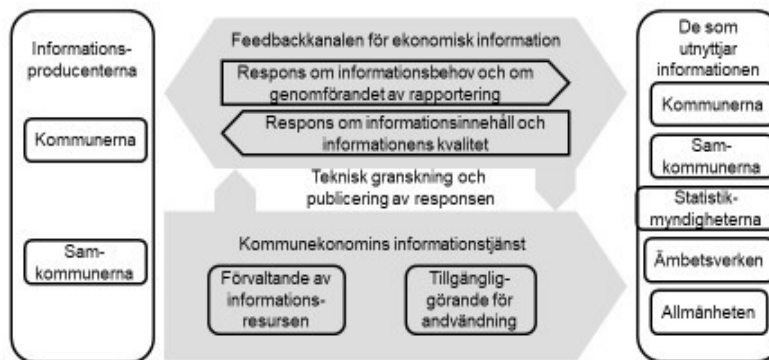 Informations-
producenterna
Kommunerna
Sam-
kommunerna
Feedbackkanalen för ekonomisk information
Respons om informationsbehov och om
genomförandet av rapportering
Respons om informationsinnehåll och
informationens kvalitet
Teknisk granskning och
publicering av responsen
Kommunekonomins informationstjänst
Förvaltande av
informations-
resursen
Tillgänglig-
görande för
andvändning
De som
utnyttjar
informationen
Kommunerna
Sam-
kommunerna
Statistik-
myndigheterna
Ämbetsverken
Allmänheten